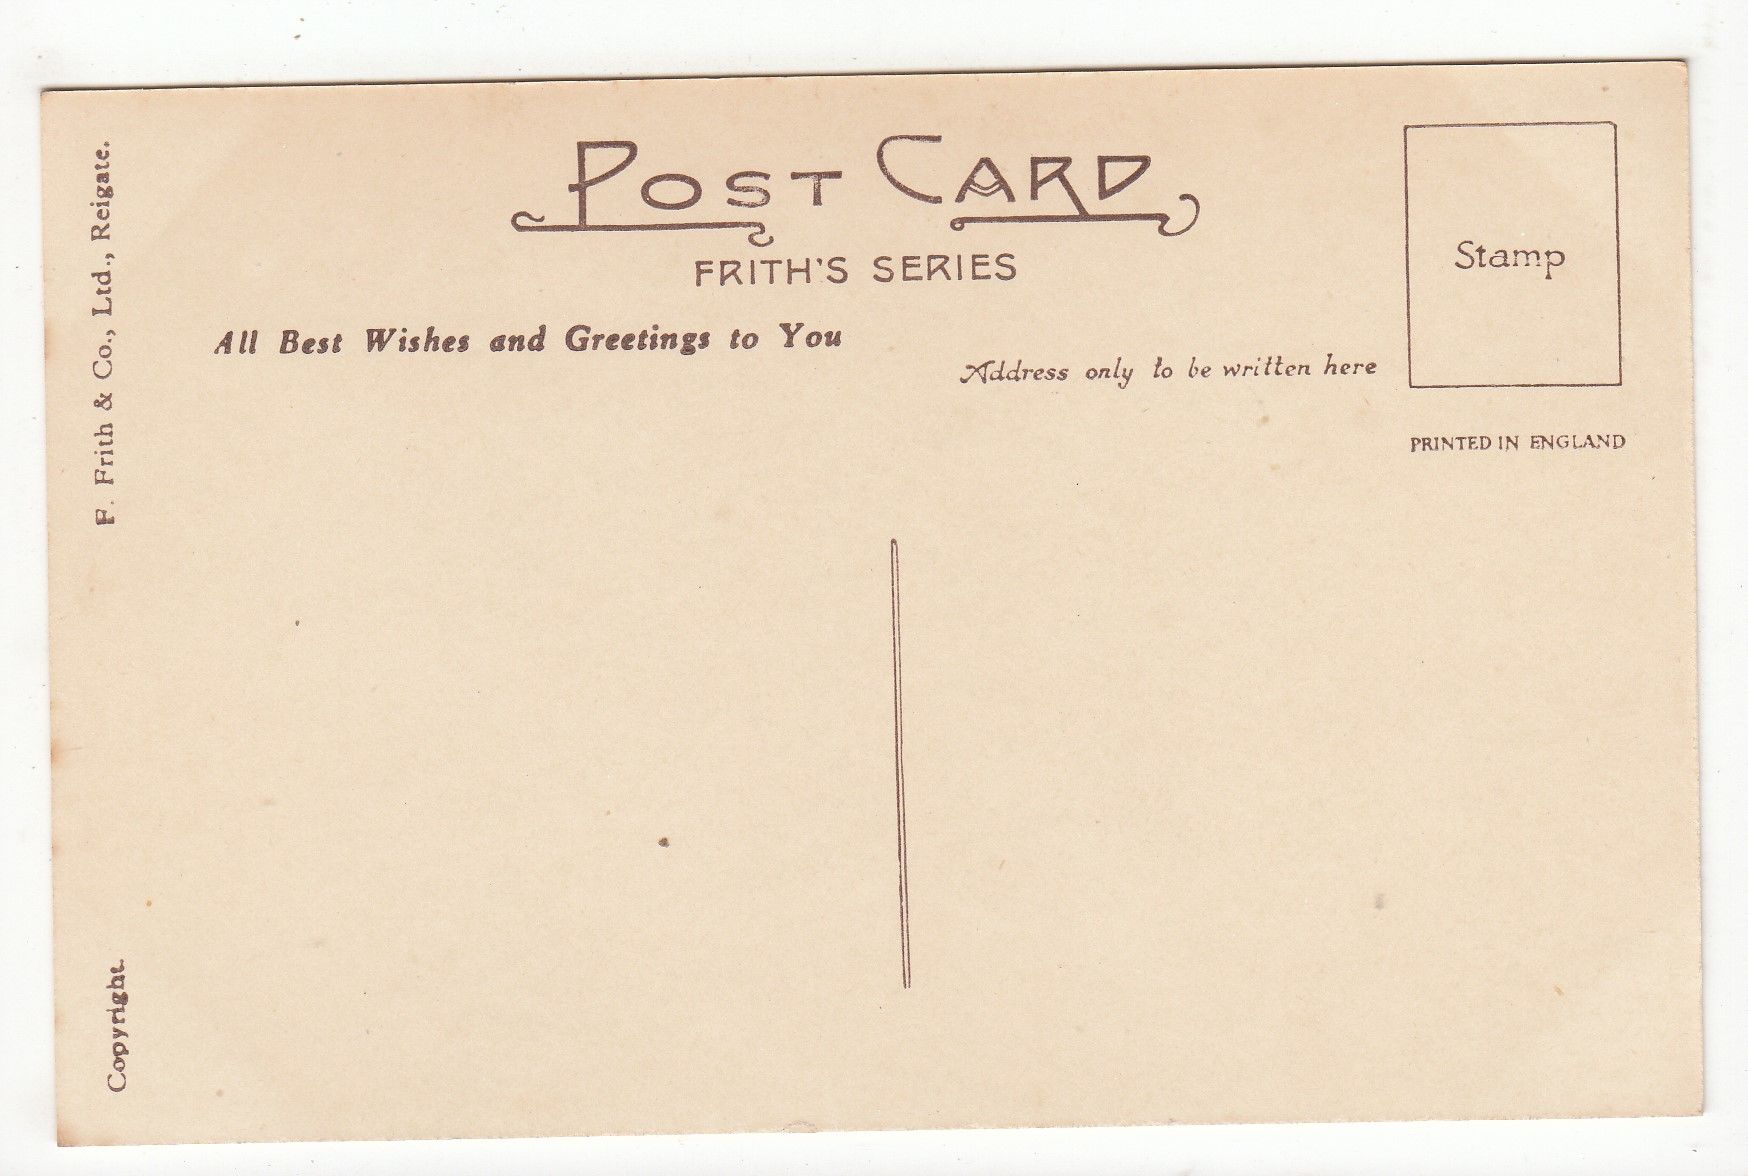 POST CARD
FRITH'S SERIES
Stamp
All Best Wishes and Greetings to You
Address only to be written here
PRINTED IN ENGLAND
F. Frith & Co., Ltd., Reigate.
Copyright.